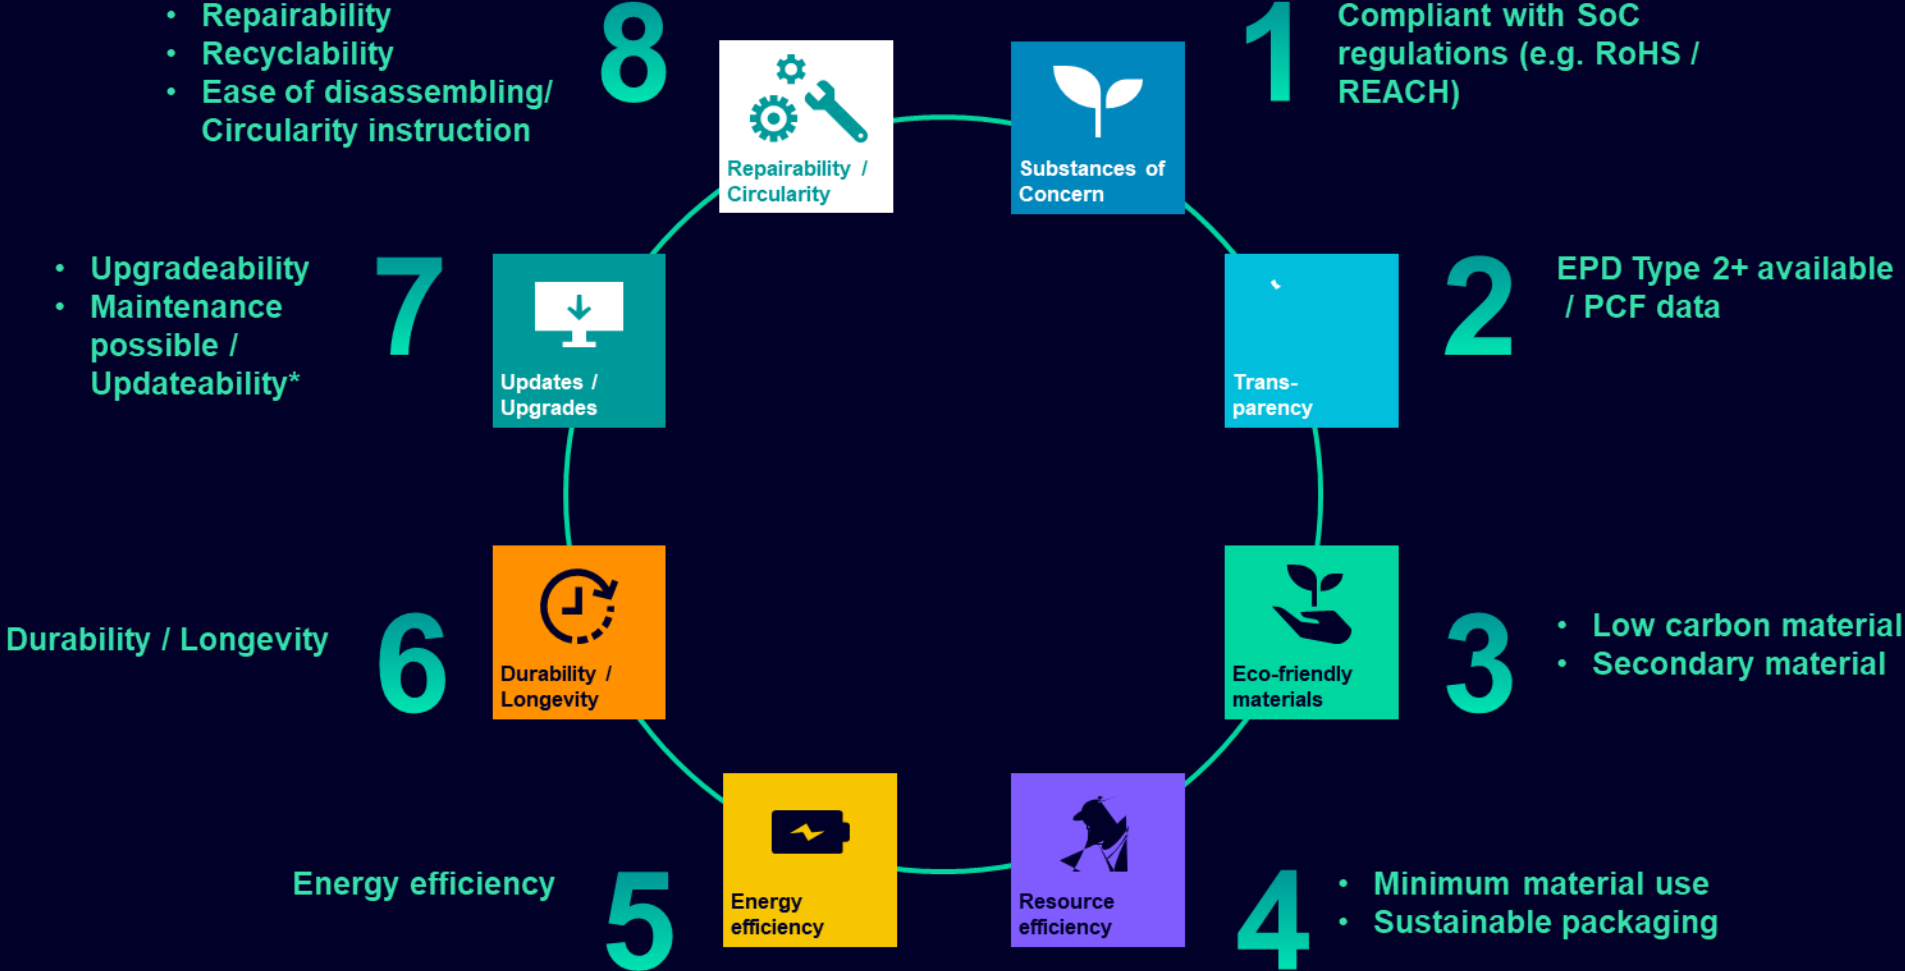 • Repairability
• Recyclability
• Ease of disassembling/
Circularity instruction
8
Repairability /
Circularity
Substances of
Concern
1
Compliant with SoC
regulations (e.g. RoHS /
REACH)
• Upgradeability
• Maintenance
possible /
Updateability*
7
Updates /
Upgrades
Trans-
parency
2
EPD Type 2+ available
/ PCF data
Durability / Longevity
6
Durability /
Longevity
Eco-friendly
materials
3
• Low carbon material
• Secondary material
Energy efficiency
5
Energy
efficiency
Resource
efficiency
4
• Minimum material use
• Sustainable packaging